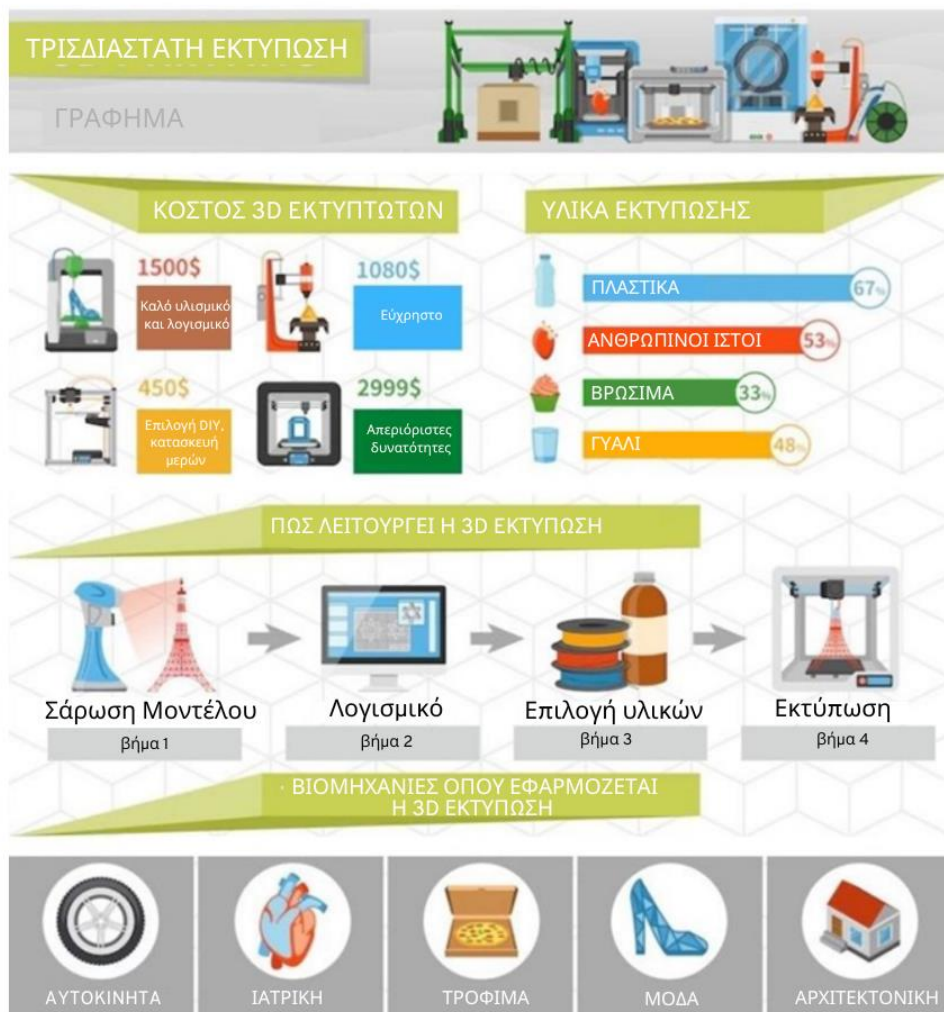 ΤΡΙΣΔΙΑΣΤΑΤΗ ΕΚΤΥΠΩΣΗ
ΓΡΑΦΗΜΑ
ΚΟΣΤΟΣ 3D ΕΚΤΥΠΤΩΤΩΝ
1500$
Καλό υλισμικό
και λογισμικό
1080$
Εύχρηστο
450$
Επιλογή DIY,
κατασκευή
μερών
2999$
Απεριόριστες
δυνατότητες
ΥΛΙΚΑ ΕΚΤΥΠΩΣΗΣ
ΠΛΑΣΤΙΚΑ 67%
ΑΝΘΡΩΠΙΝΟΙ ΙΣΤΟΙ 53%
ΒΡΩΣΙΜΑ 33%
ΓΥΑΛΙ 48%
ΠΩΣ ΛΕΙΤΟΥΡΓΕΙ Η 3D ΕΚΤΥΠΩΣΗ
Σάρωση Μοντέλου
βήμα 1
Λογισμικό
βήμα 2
Επιλογή υλικών
βήμα 3
Εκτύπωση
βήμα 4
ΒΙΟΜΗΧΑΝΙΕΣ ΟΠΟΥ ΕΦΑΡΜΟΖΕΤΑΙ
Η 3D ΕΚΤΥΠΩΣΗ
ΑΥΤΟΚΙΝΗΤΑ
ΙΑΤΡΙΚΗ
ΤΡΟΦΙΜΑ
ΜΟΔΑ
ΑΡΧΙΤΕΚΤΟΝΙΚΗ